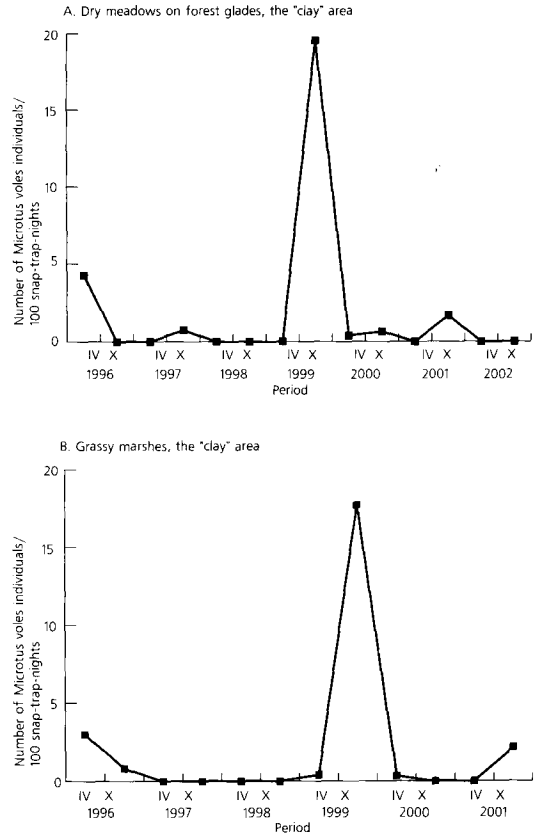 A. Dry meadows on forest glades, the "clay" area
Number of Microtus voles individuals/
100 snap-trap-nights
20
15
10
5
0
IV X IV X IV X IV X IV X IV X IV X
1996 1997 1998 1999 2000 2001 2002
Period
B. Grassy marshes, the "clay" area
Number of Microtus voles individuals/
100 snap-trap-nights
20
15
10
5
0
IV X IV X IV X IV X IV X IV X
1996 1997 1998 1999 2000 2001
Period